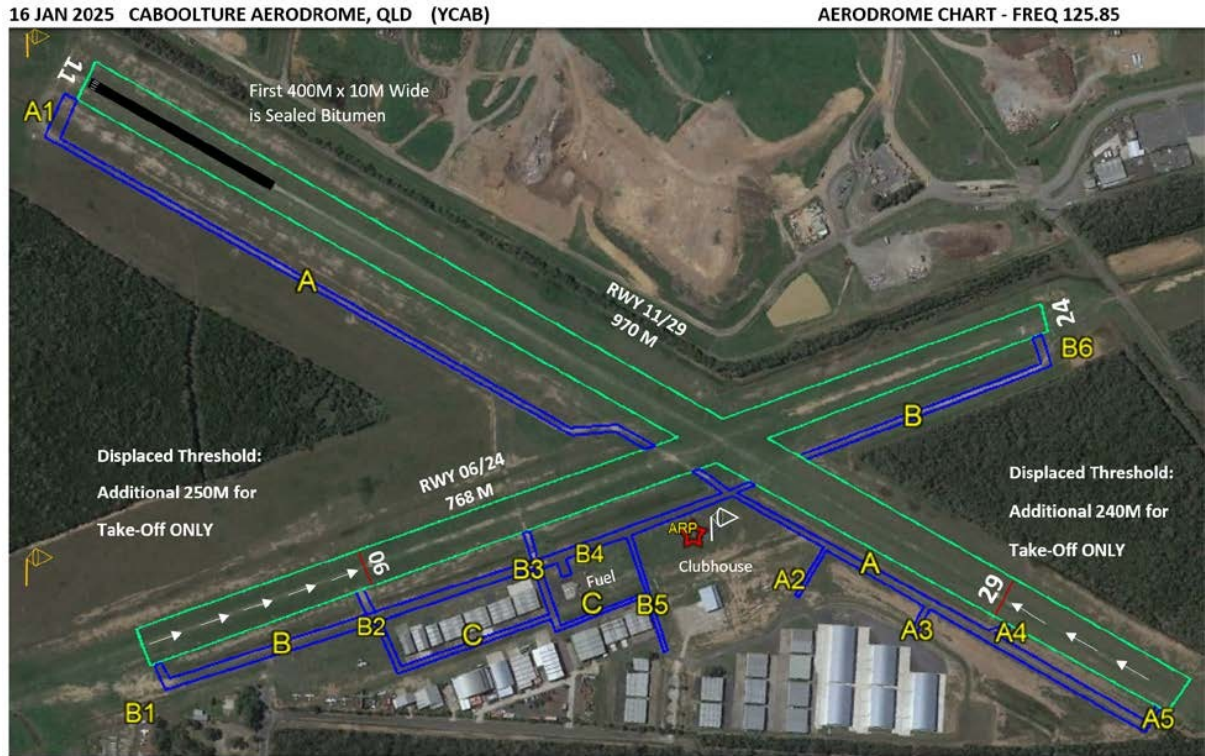 16 JAN 2025 CABOOLTURE AERODROME, QLD (YCAB)
AERODROME CHART - FREQ 125.85
11
A1
First 400M x 10M Wide
is Sealed Bitumen
A
RWY 11/29
970 M
24
B6
B
Displaced Threshold:
Additional 250M for
Take-Off ONLY
RWY 06/24
768 M
Displaced Threshold:
Additional 240M for
Take-Off ONLY
06
ARP
Clubhouse
B3
B4
Fuel
C
A2
A
29
B
B2
C
B5
A3
A4
B1
A5